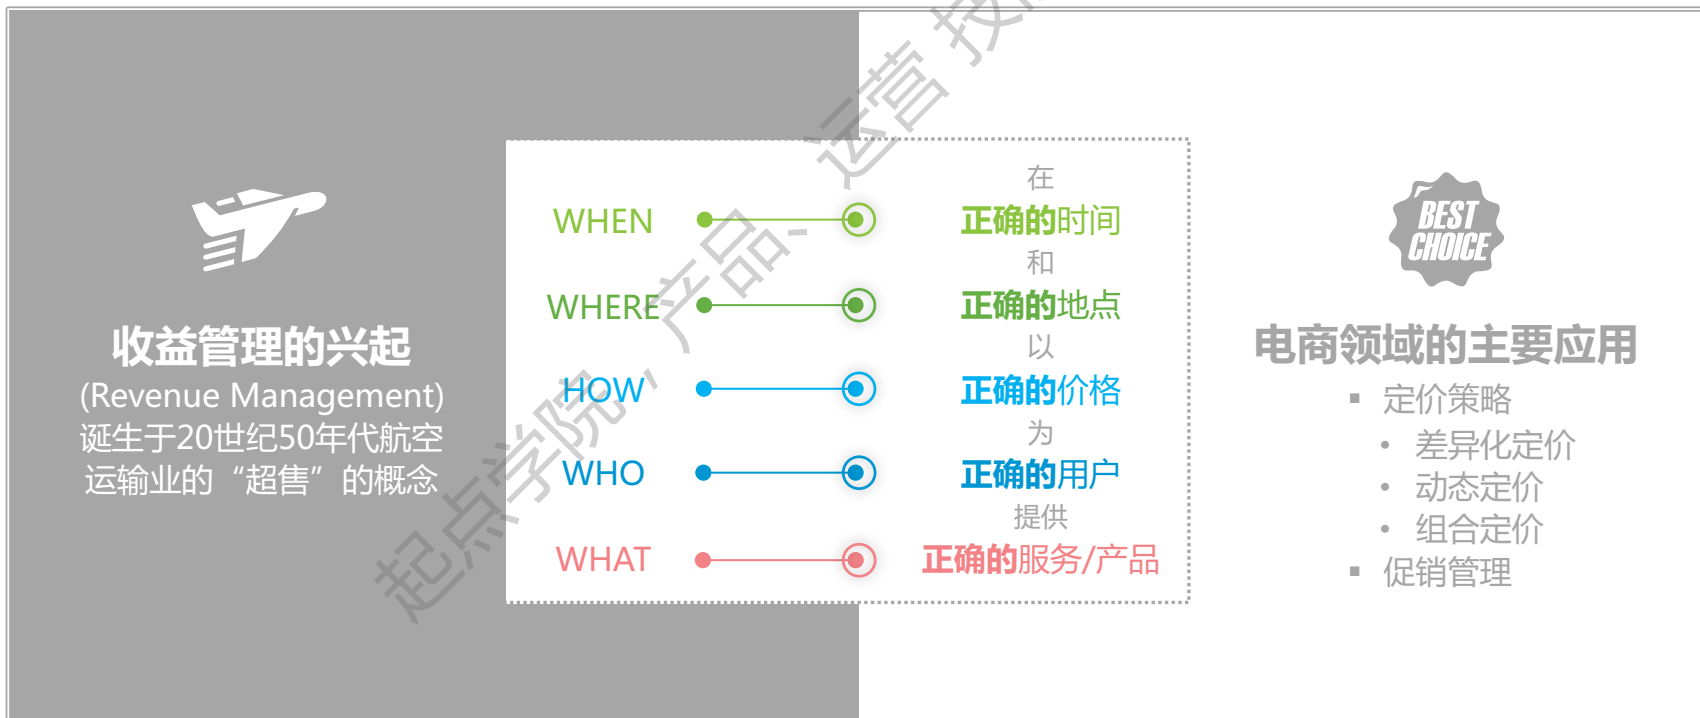 收益管理的兴起
(Revenue Management)
诞生于20世纪50年代航空
运输业的“超售”的概念
WHEN
WHERE
HOW
WHO
WHAT
在
正确的时间
和
正确的地点
以
正确的价格
为
正确的用户
提供
正确的服务/产品
BEST
CHOICE
电商领域的主要应用
▪ 定价策略
• 差异化定价
• 动态定价
• 组合定价
▪ 促销管理
起点学院，产品、运营 技